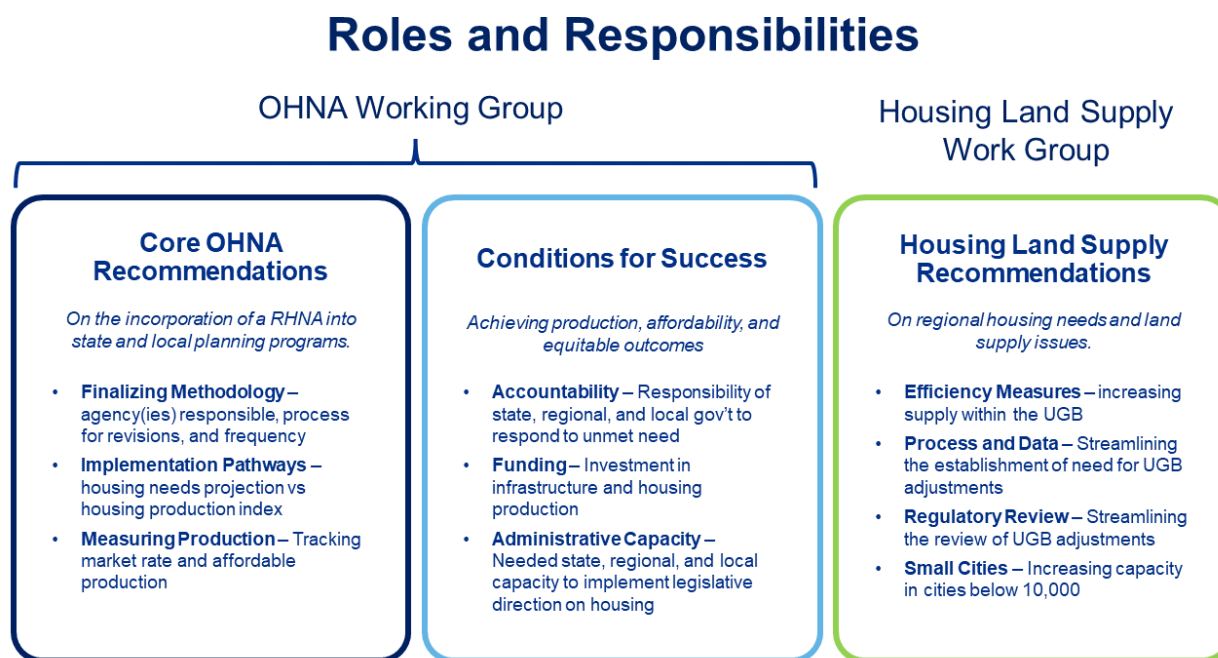 Roles and Responsibilities
OHNA Working Group
Housing Land Supply
Work Group
Core OHNA
Recommendations
On the incorporation of a RHNA into
state and local planning programs.
• Finalizing Methodology –
agency(ies) responsible, process
for revisions, and frequency
• Implementation Pathways –
housing needs projection vs
housing production index
• Measuring Production – Tracking
market rate and affordable
production
Conditions for Success
Achieving production, affordability, and
equitable outcomes
• Accountability – Responsibility of
state, regional, and local gov’t to
respond to unmet need
• Funding – Investment in
infrastructure and housing
production
• Administrative Capacity –
Needed state, regional, and local
capacity to implement legislative
direction on housing
Housing Land Supply
Recommendations
On regional housing needs and land
supply issues.
• Efficiency Measures – increasing
supply within the UGB
• Process and Data – Streamlining
the establishment of need for UGB
adjustments
• Regulatory Review – Streamlining
the review of UGB adjustments
• Small Cities – Increasing capacity
in cities below 10,000